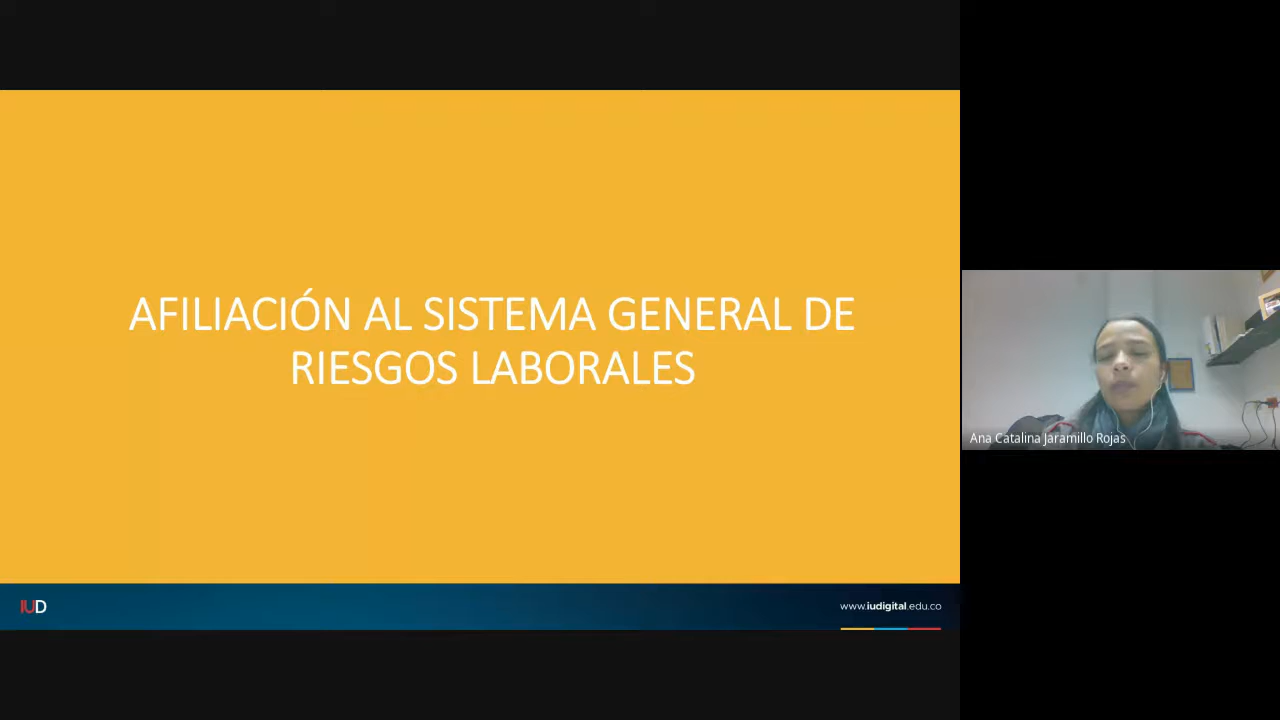 AFILIACIÓN AL SISTEMA GENERAL DE
RIESGOS LABORALES
Ana Catalina Jaramillo Rojas
IUD
www.iudigital.edu.co